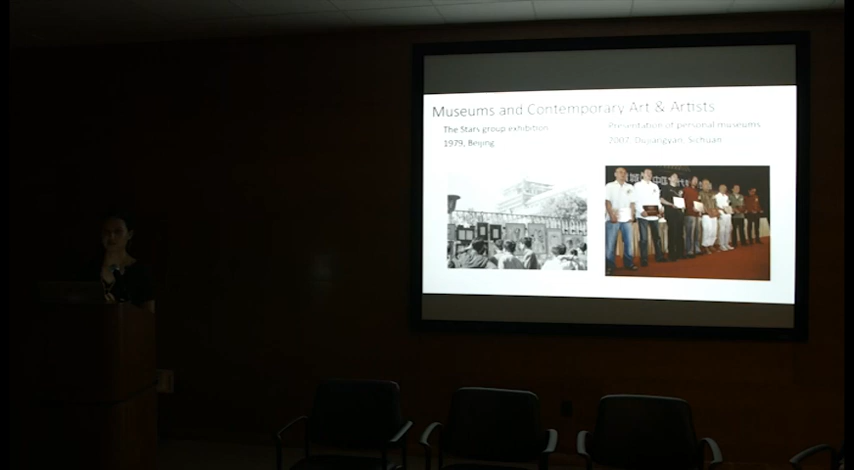 Museums and Contemporary Art & Artists
The Stars group exhibition
1979, Beijing
Presentation of personal museums
2007, Dujiangyan, Sichuan